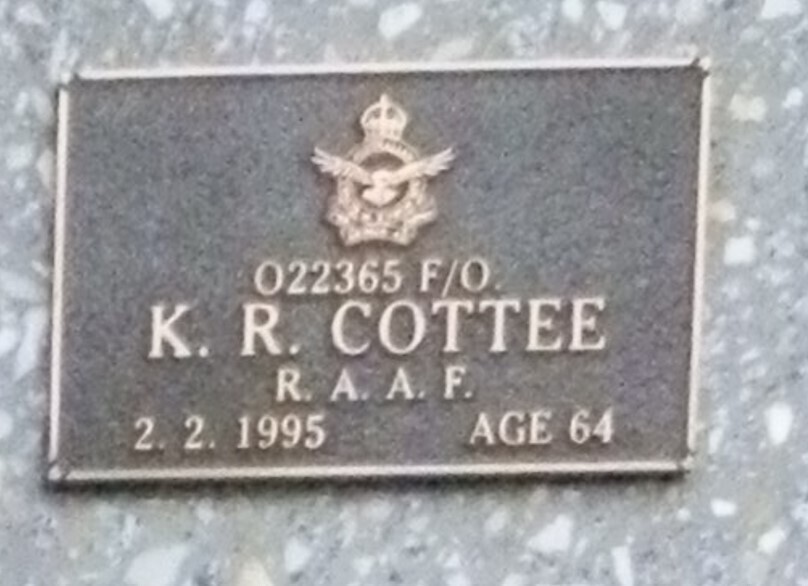 O22365 F/O.
K. R. COTTEE
R. A. A. F.
2. 2. 1995 AGE 64